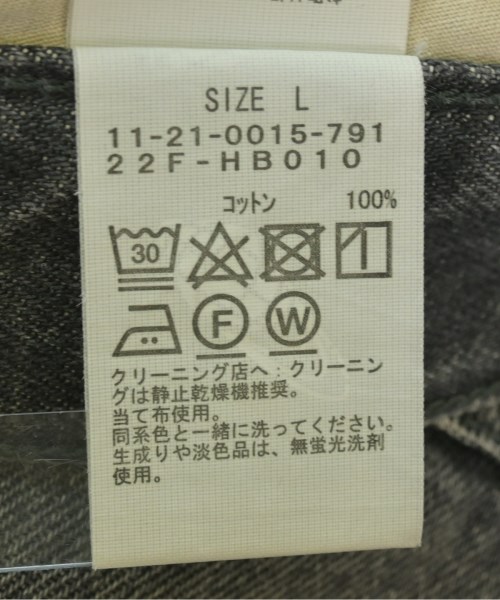 SIZE L
11-21-0015-791
22F-HB010
コットン 100%
30
F W
クリーニング店へ：クリーニン
グは静止乾燥機推奨。
当て布使用。
同系色と一緒に洗ってください。
生成りや淡色品は、無蛍光洗剤
使用。